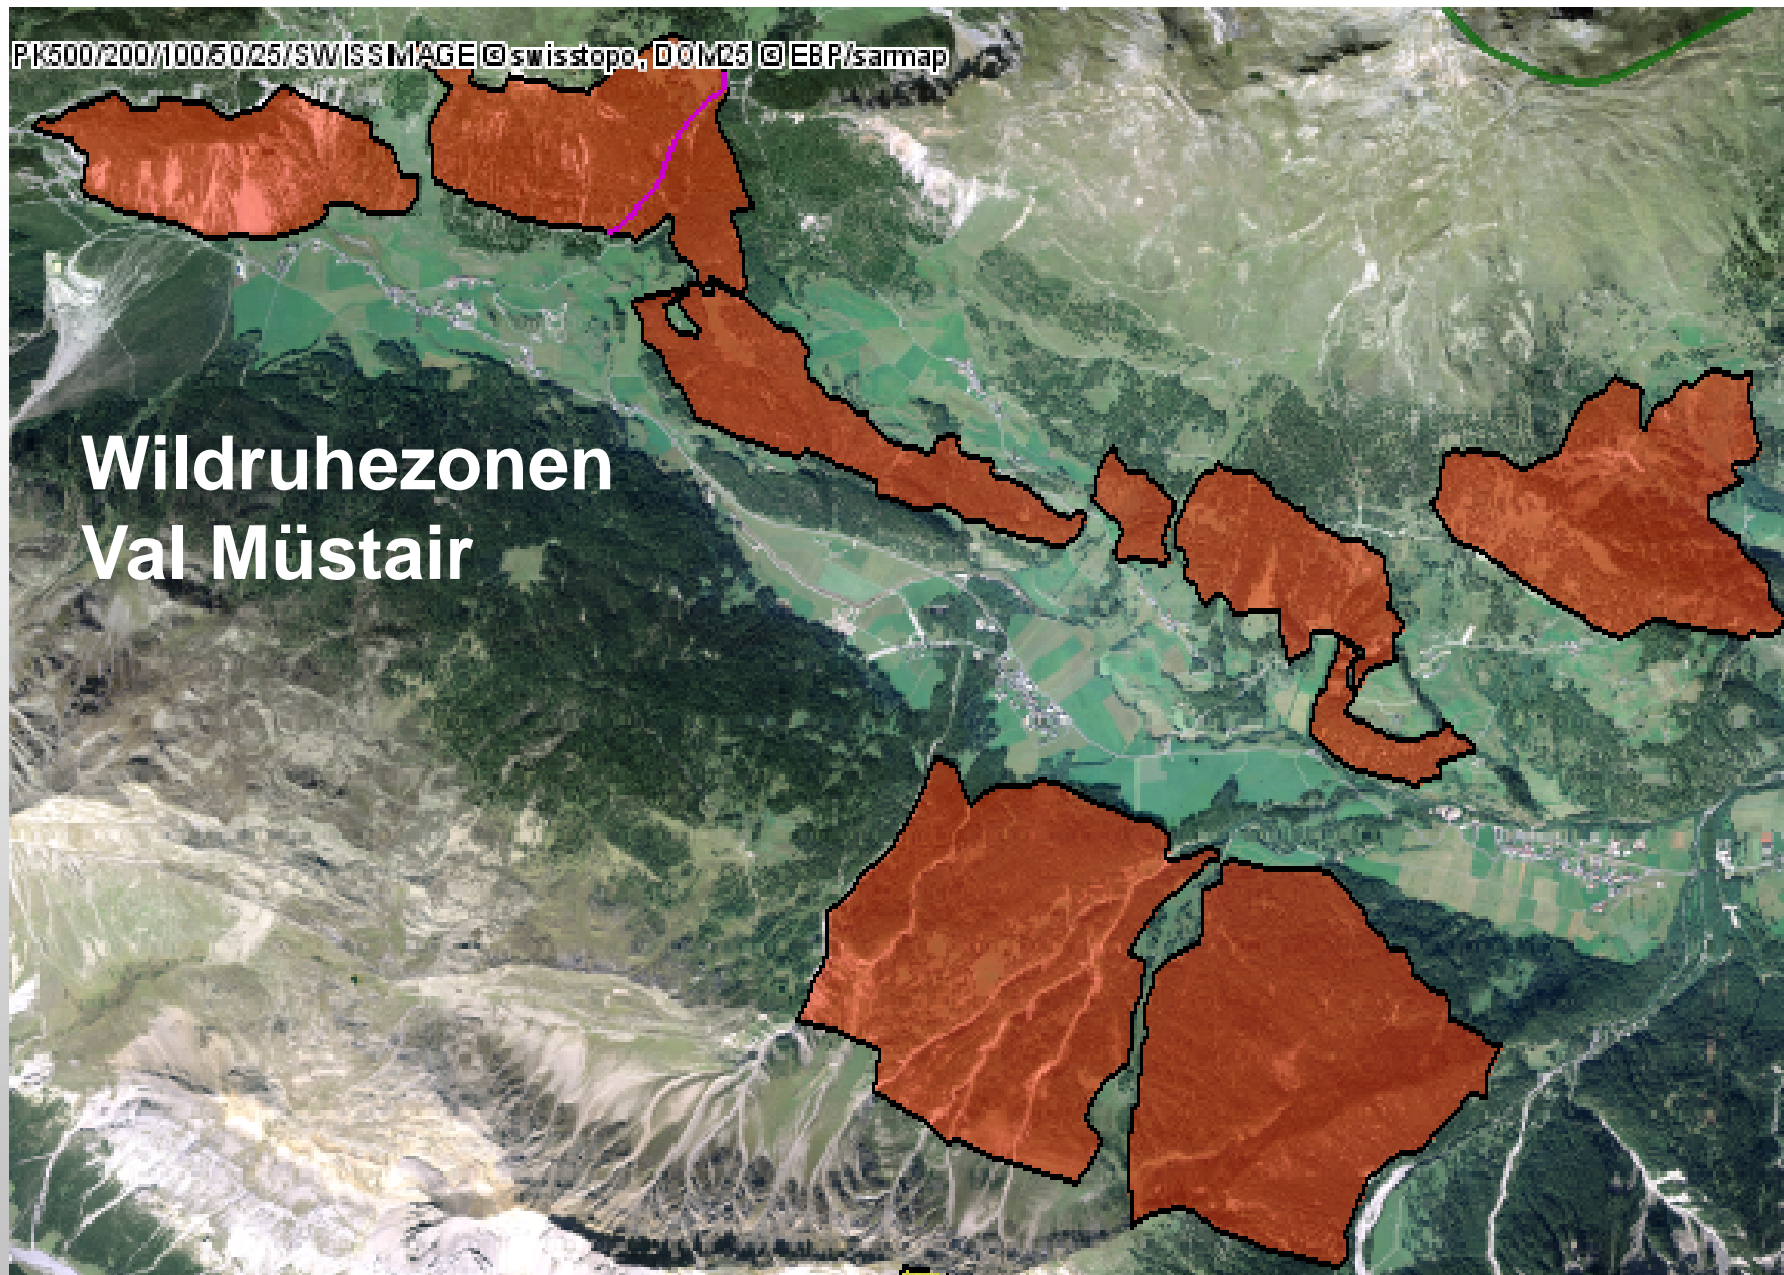 PK500/200/100/50/25/SWISSIMAGE © swisstopo, DOM25 © EBP/sarmap
Wildruhezonen
Val Müstair